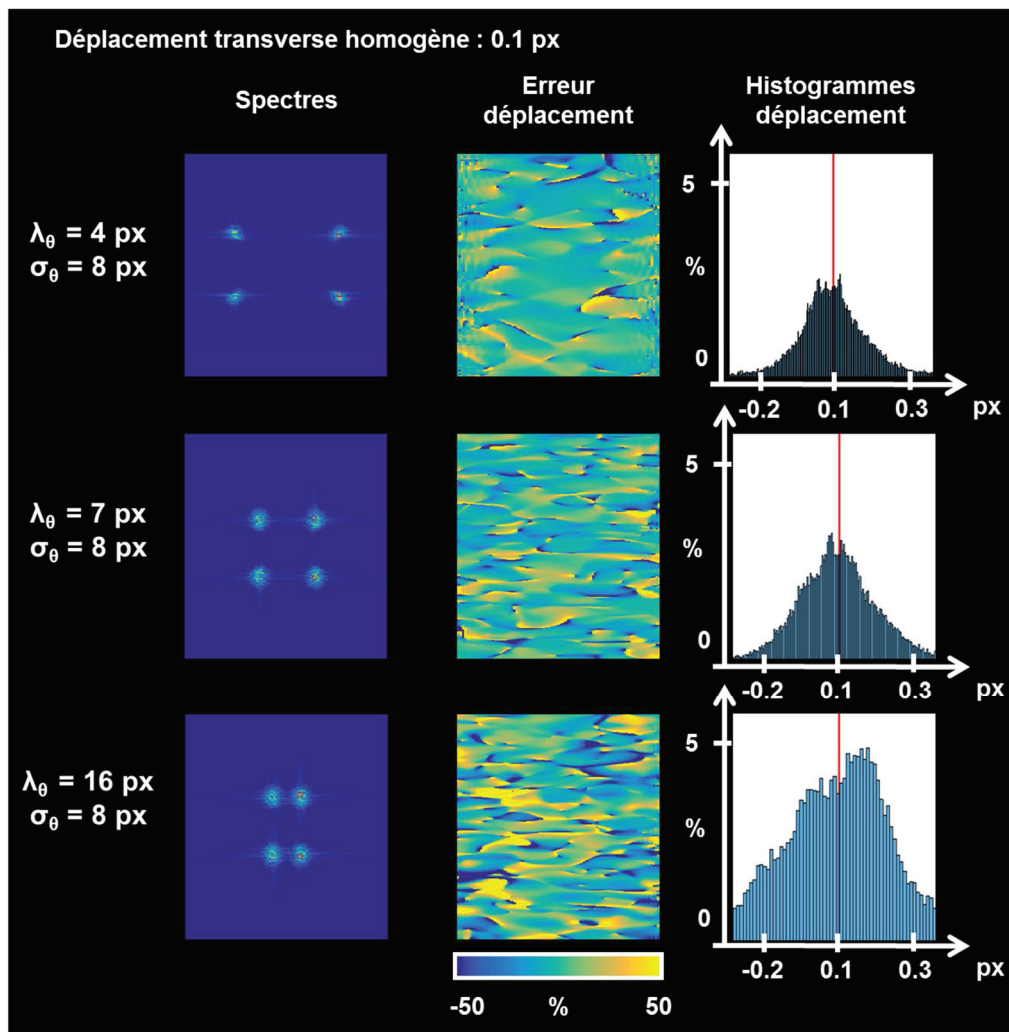 Déplacement transverse homogène : 0.1 px
Spectres
Erreur
déplacement
Histogrammes
déplacement
λθ = 4 px
σθ = 8 px
5
%
0
-0.2 0.1 0.3 px
λθ = 7 px
σθ = 8 px
5
%
0
-0.2 0.1 0.3 px
λθ = 16 px
σθ = 8 px
5
%
0
-0.2 0.1 0.3 px
-50 % 50